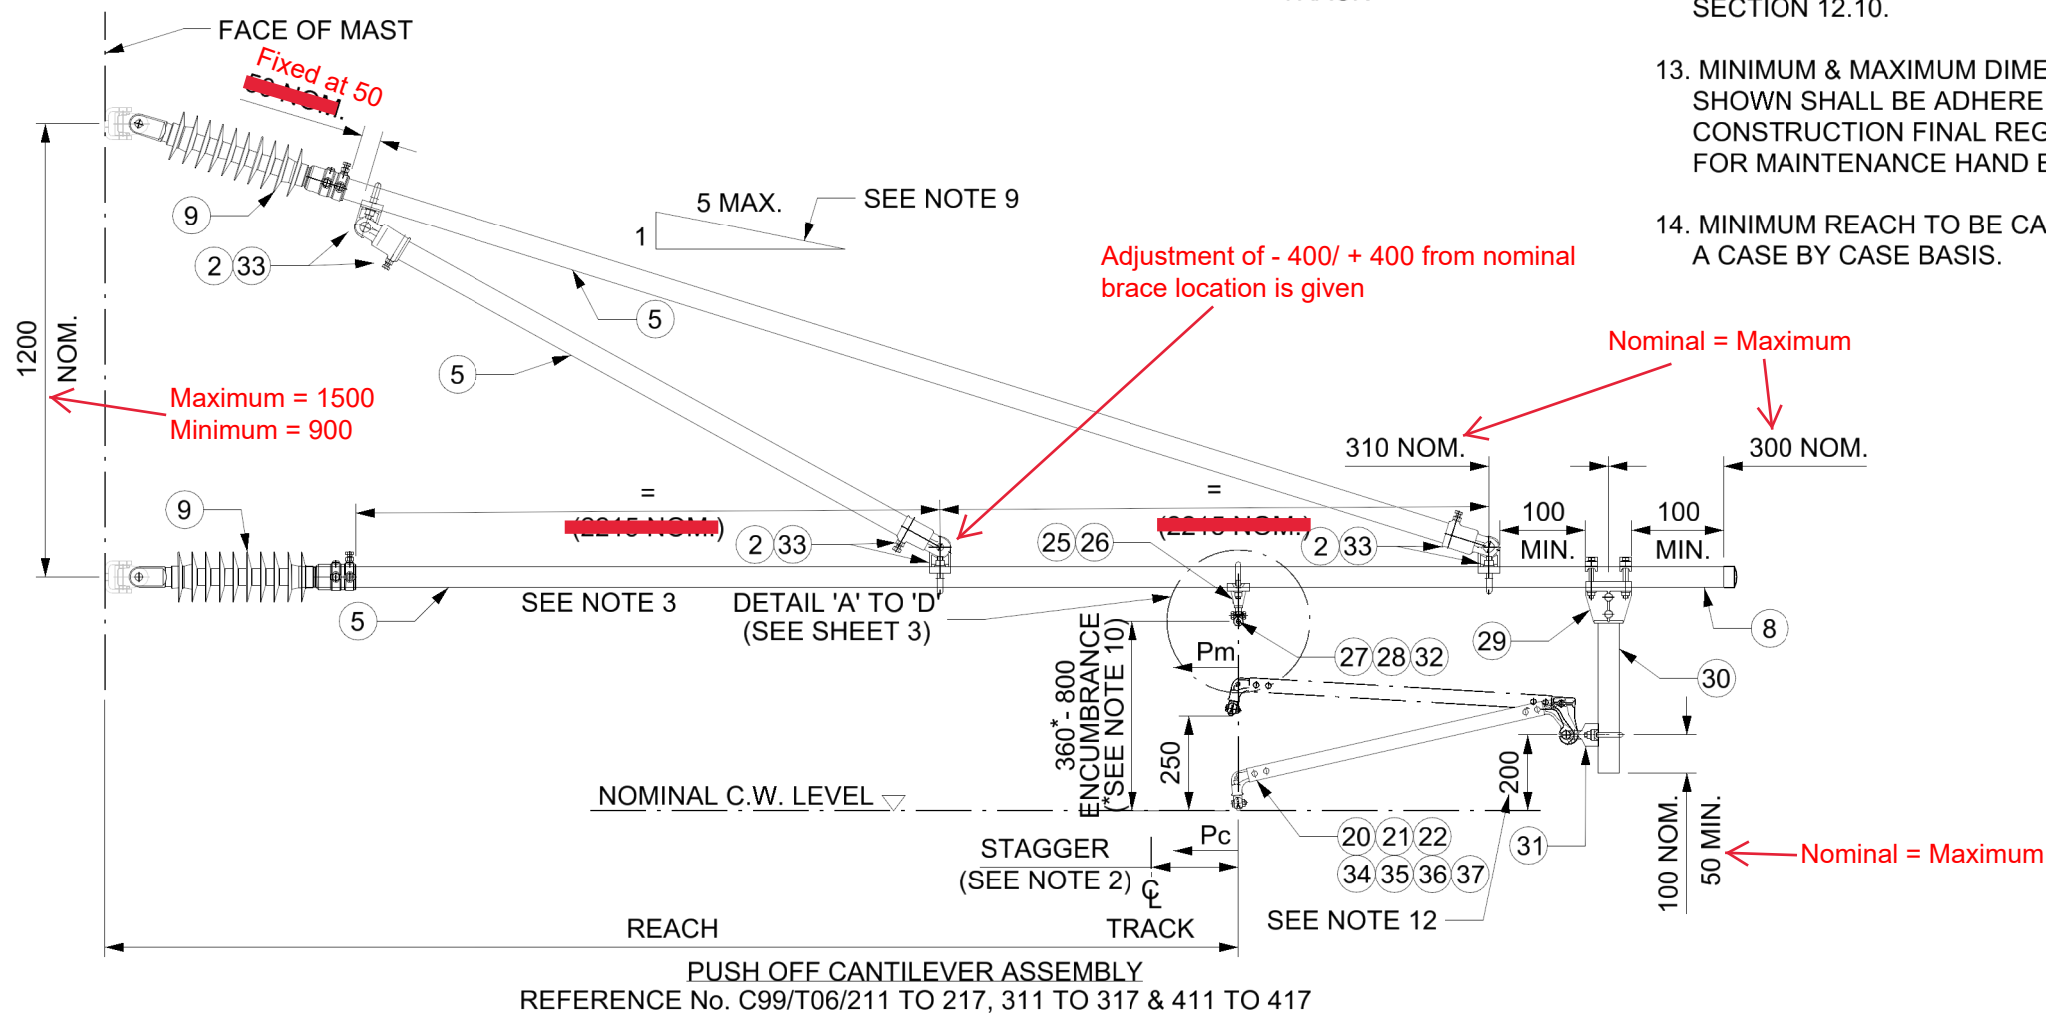 SECTION 12.10.
FACE OF MAST
Fixed at 50
13. MINIMUM & MAXIMUM DIME
SHOWN SHALL BE ADHERE
CONSTRUCTION FINAL REG
FOR MAINTENANCE HAND
14. MINIMUM REACH TO BE CA
A CASE BY CASE BASIS.
9
5 MAX.
SEE NOTE 9
1
2 33
Adjustment of - 400/ + 400 from nominal
brace location is given
5
5
1200
NOM.
Nominal = Maximum
Maximum = 1500
Minimum = 900
310 NOM.
300 NOM.
9
=
=
(2215 NOM.)
(2215 NOM.)
100
MIN.
100
MIN.
2 33
25 26
2 33
5
SEE NOTE 3
DETAIL 'A' TO 'D'
(SEE SHEET 3)
360*- 800
ENCUMBRANCE
(*SEE NOTE 10)
Pm
27 28 32
29
8
30
250
200
NOMINAL C.W. LEVEL
Pc
20 21 22
34 35 36 37
31
100 NOM.
50 MIN.
Nominal = Maximum
STAGGER
(SEE NOTE 2)
℄
SEE NOTE 12
REACH
TRACK
PUSH OFF CANTILEVER ASSEMBLY
REFERENCE No. C99/T06/211 TO 217, 311 TO 317 & 411 TO 417